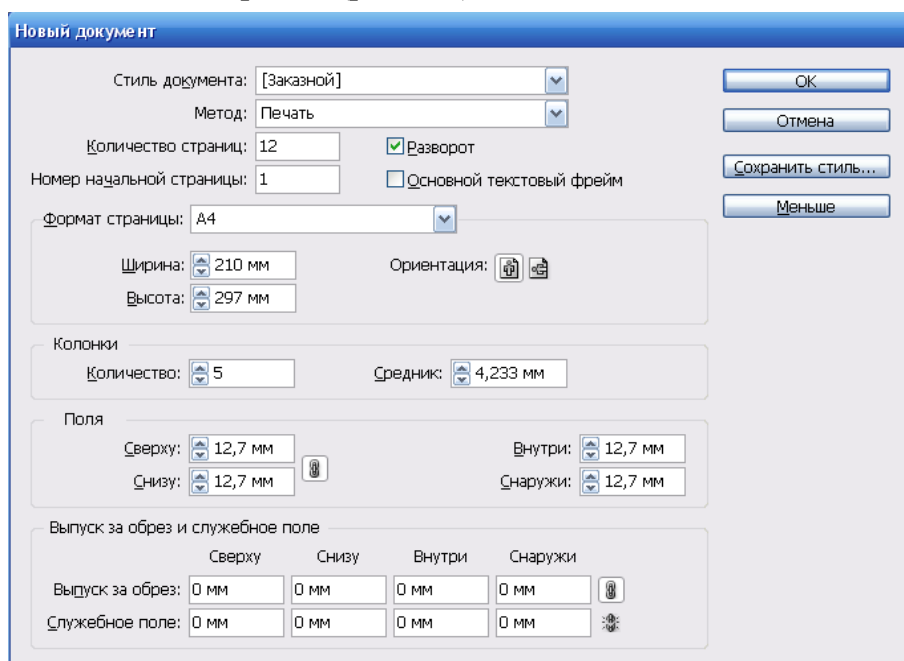 Новый документ
Стиль документа: [Заказной]
OK
Метод: Печать
Отмена
Количество страниц: 12 Разворот
Сохранить стиль...
Номер начальной страницы: 1 Основной текстовый фрейм
Меньше
Формат страницы: A4
Ширина: 210 мм Ориентация:
Высота: 297 мм
Колонки
Количество: 5 Средник: 4,233 мм
Поля
Сверху: 12,7 мм Внутри: 12,7 мм
Снизу: 12,7 мм Снаружи: 12,7 мм
Выпуск за обрез и служебное поле
Сверху Снизу Внутри Снаружи
Выпуск за обрез: 0 мм 0 мм 0 мм 0 мм
Служебное поле: 0 мм 0 мм 0 мм 0 мм